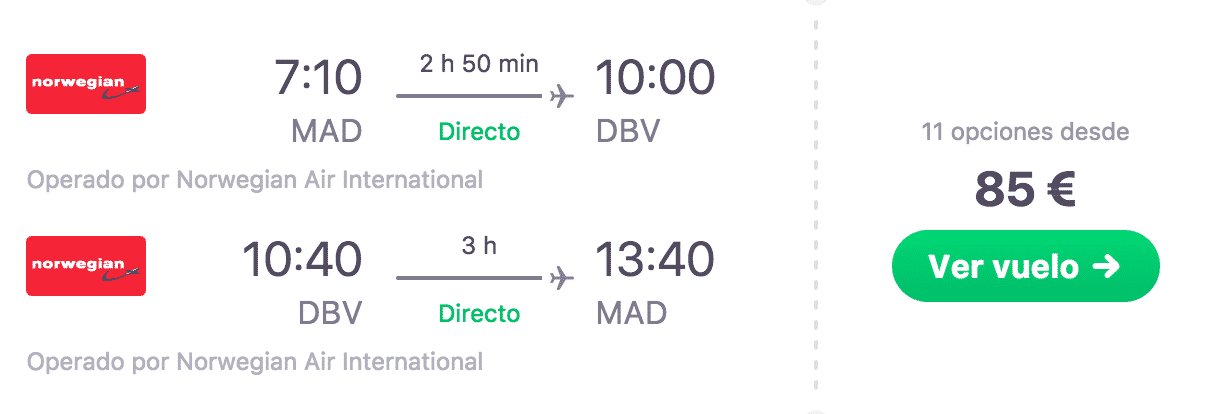 norwegian
7:10
2 h 50 min
10:00
MAD
Directo
DBV
Operado por Norwegian Air International
norwegian
10:40
3 h
13:40
DBV
Directo
MAD
Operado por Norwegian Air International
11 opciones desde
85 €
Ver vuelo →